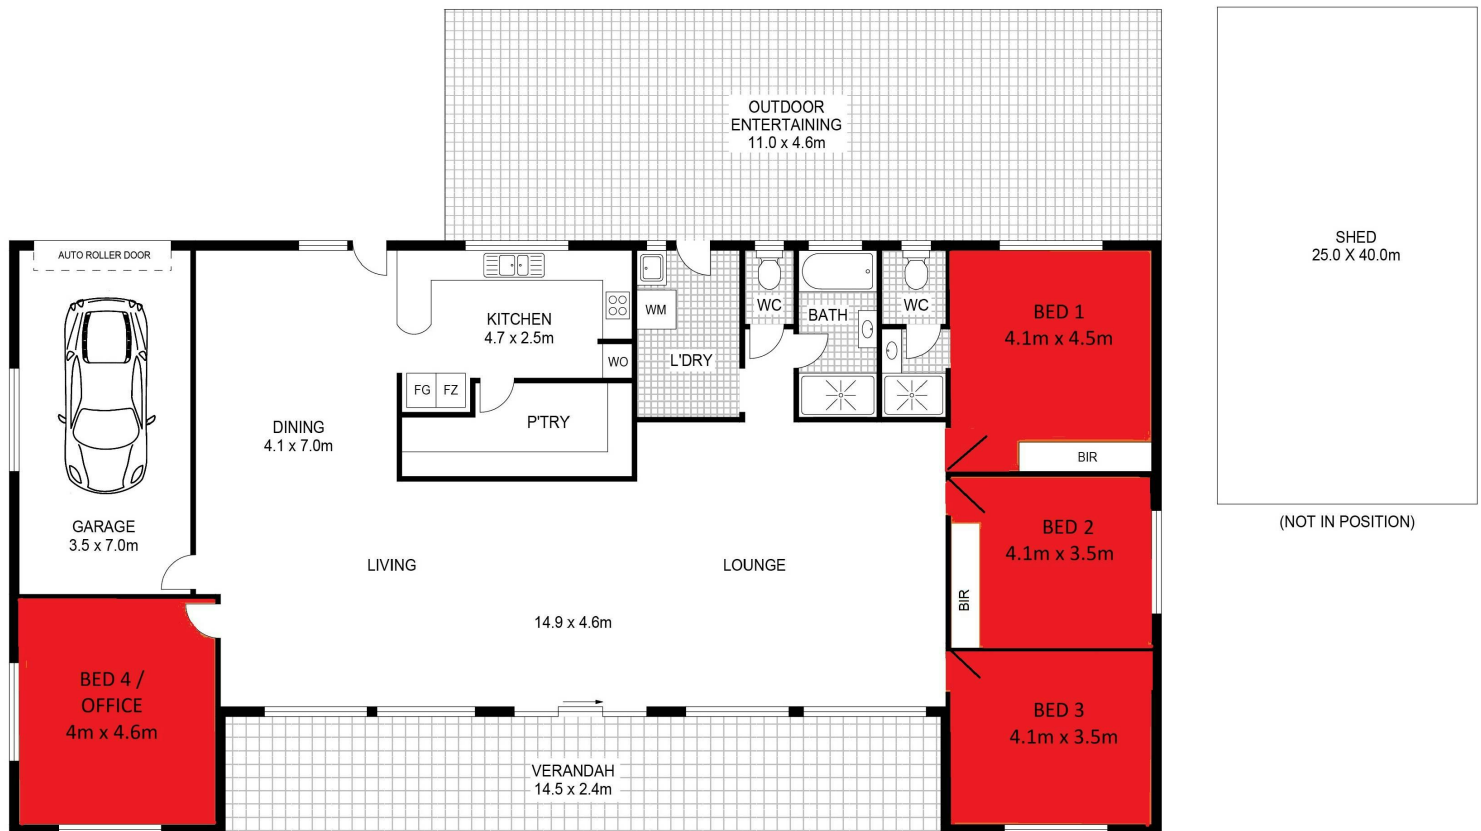 OUTDOOR
ENTERTAINING
11.0 x 4.6m
SHED
25.0 X 40.0m
(NOT IN POSITION)
AUTO ROLLER DOOR
GARAGE
3.5 x 7.0m
DINING
4.1 x 7.0m
KITCHEN
4.7 x 2.5m
WO
FG
FZ
P'TRY
WM
L'DRY
WC
BATH
WC
BED 1
4.1m x 4.5m
BIR
BED 2
4.1m x 3.5m
BIR
LIVING
LOUNGE
14.9 x 4.6m
BED 4 /
OFFICE
4m x 4.6m
BED 3
4.1m x 3.5m
VERANDAH
14.5 x 2.4m